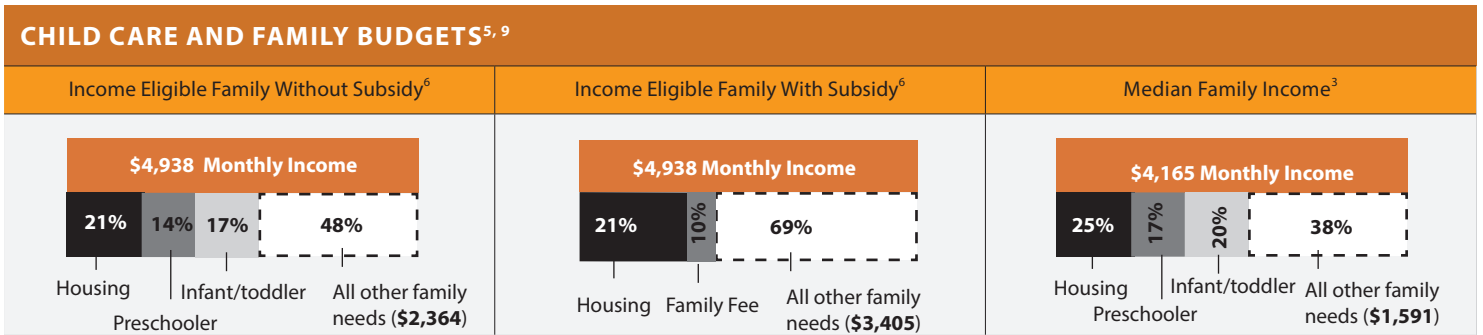 CHILD CARE AND FAMILY BUDGETS5, 9
Income Eligible Family Without Subsidy6
Income Eligible Family With Subsidy6
Median Family Income3
$4,938 Monthly Income
21% 14% 17% 48%
Housing
Preschooler
Infant/toddler
All other family
needs ($2,364)
$4,938 Monthly Income
21% 10% 69%
Housing
Family Fee
All other family
needs ($3,405)
$4,165 Monthly Income
25% 17% 20% 38%
Housing
Preschooler
Infant/toddler
All other family
needs ($1,591)